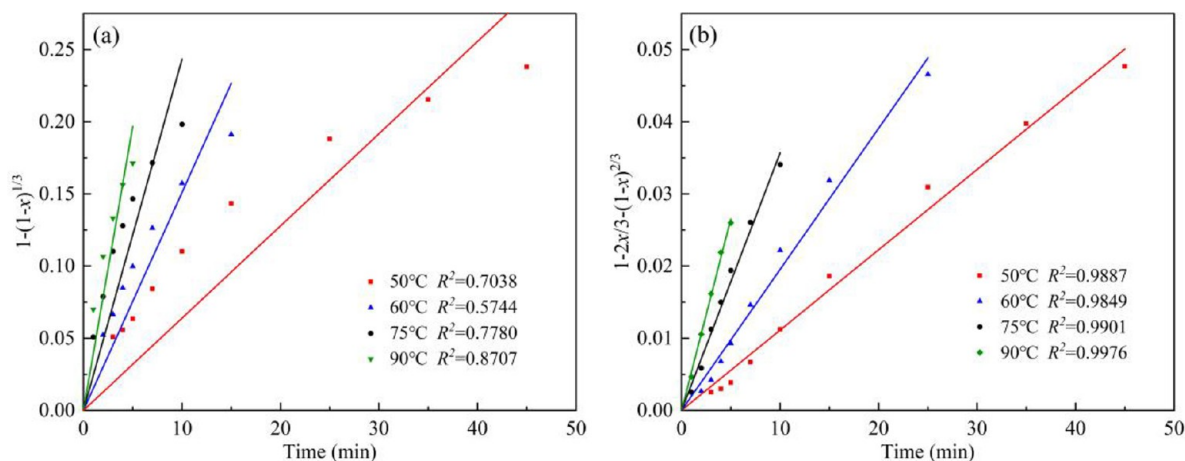 (a)
0.25
0.20
0.15
0.10
0.05
0.00
1-(1-x)^{1/3}
50℃ R²=0.7038
60℃ R²=0.5744
75℃ R²=0.7780
90℃ R²=0.8707
0 10 20 30 40 50
Time (min)
(b)
0.05
0.04
0.03
0.02
0.01
0.00
1-2x/3-(1-x)^{2/3}
50℃ R²=0.9887
60℃ R²=0.9849
75℃ R²=0.9901
90℃ R²=0.9976
0 10 20 30 40 50
Time (min)